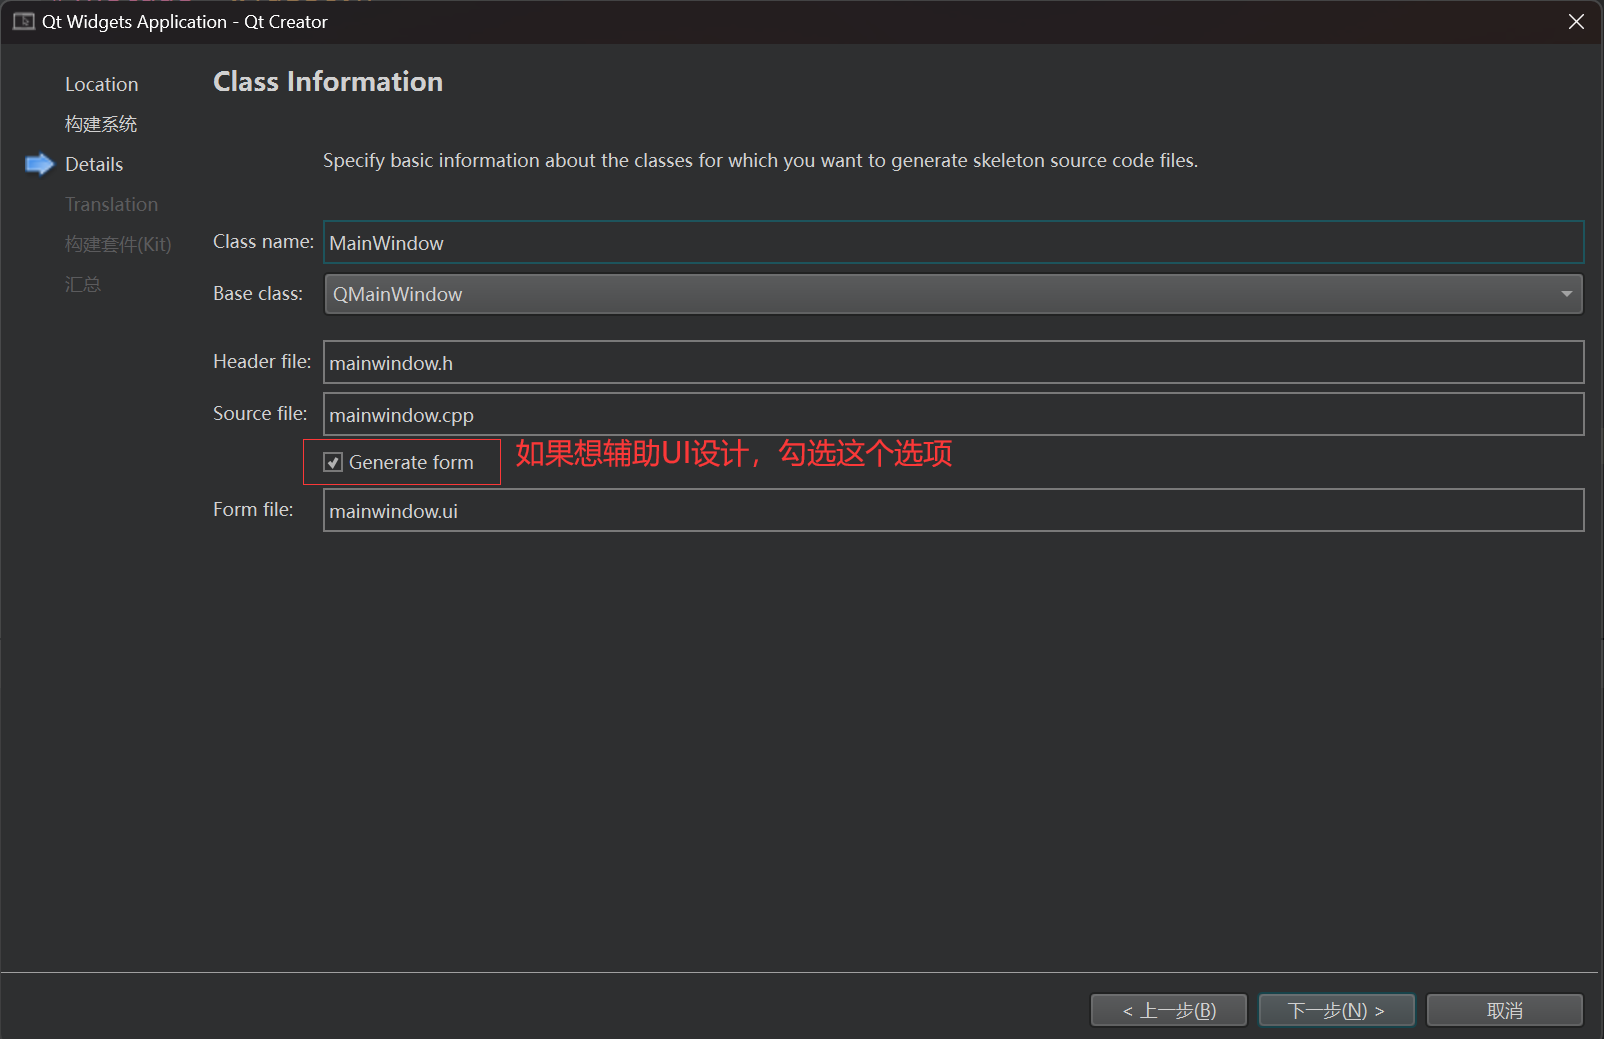 Qt Widgets Application - Qt Creator
Location
构建系统
Details
Translation
构建套件(Kit)
汇总
Class Information
Specify basic information about the classes for which you want to generate skeleton source code files.
Class name: MainWindow
Base class: QMainWindow
Header file: mainwindow.h
Source file: mainwindow.cpp
Generate form 如果想辅助UI设计，勾选这个选项
Form file: mainwindow.ui
< 上一步(B) 下一步(N) > 取消